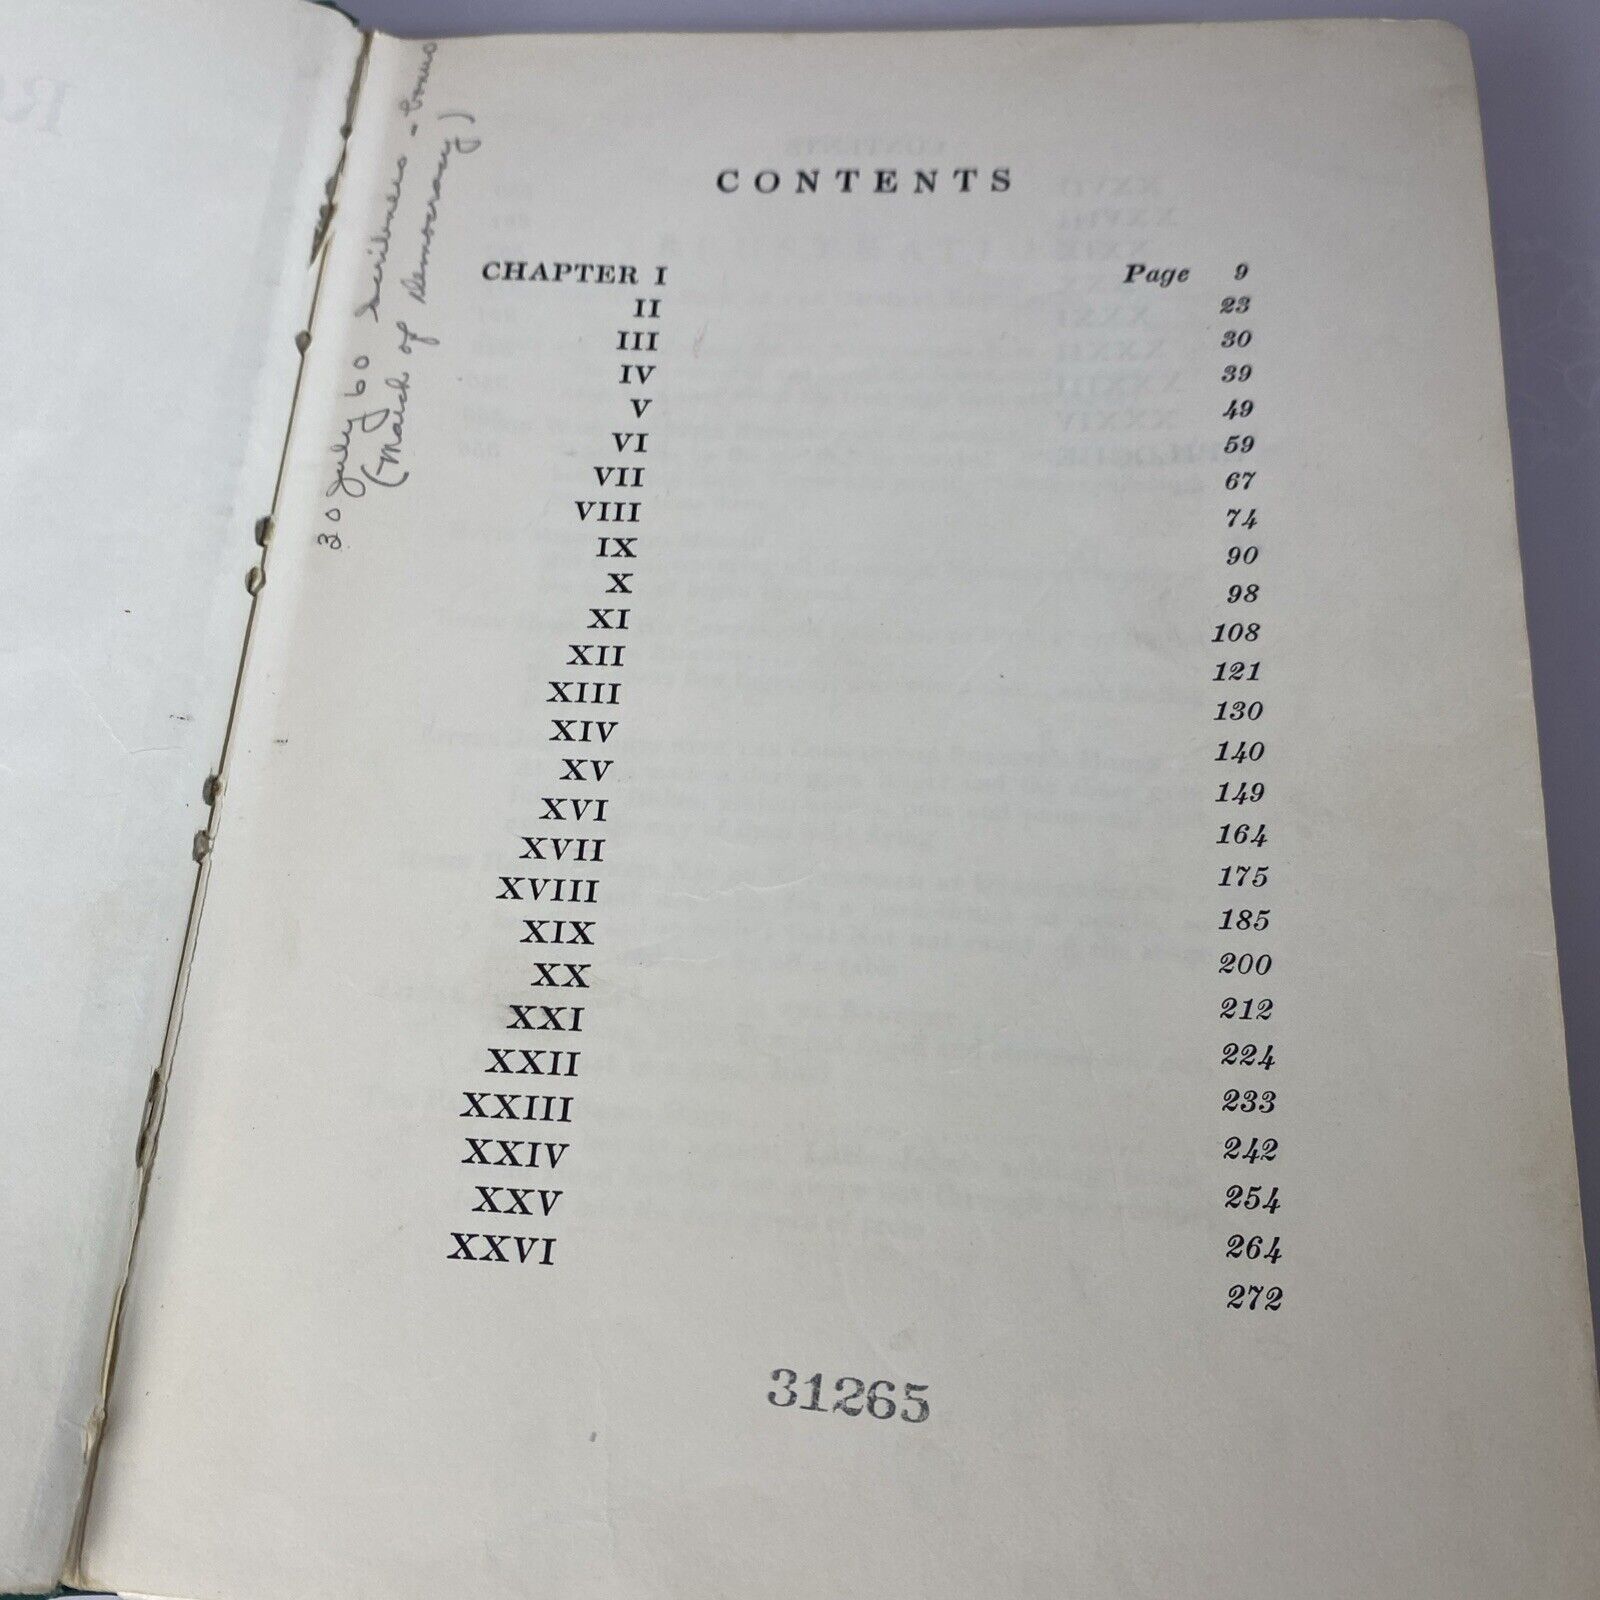 30 July 60 Scribners - bonus
(March of Democracy)
CONTENTS
CHAPTER I Page 9
II 23
III 30
IV 39
V 49
VI 59
VII 67
VIII 74
IX 90
X 98
XI 108
XII 121
XIII 130
XIV 140
XV 149
XVI 164
XVII 175
XVIII 185
XIX 200
XX 212
XXI 224
XXII 233
XXIII 242
XXIV 254
XXV 264
XXVI 272
31265